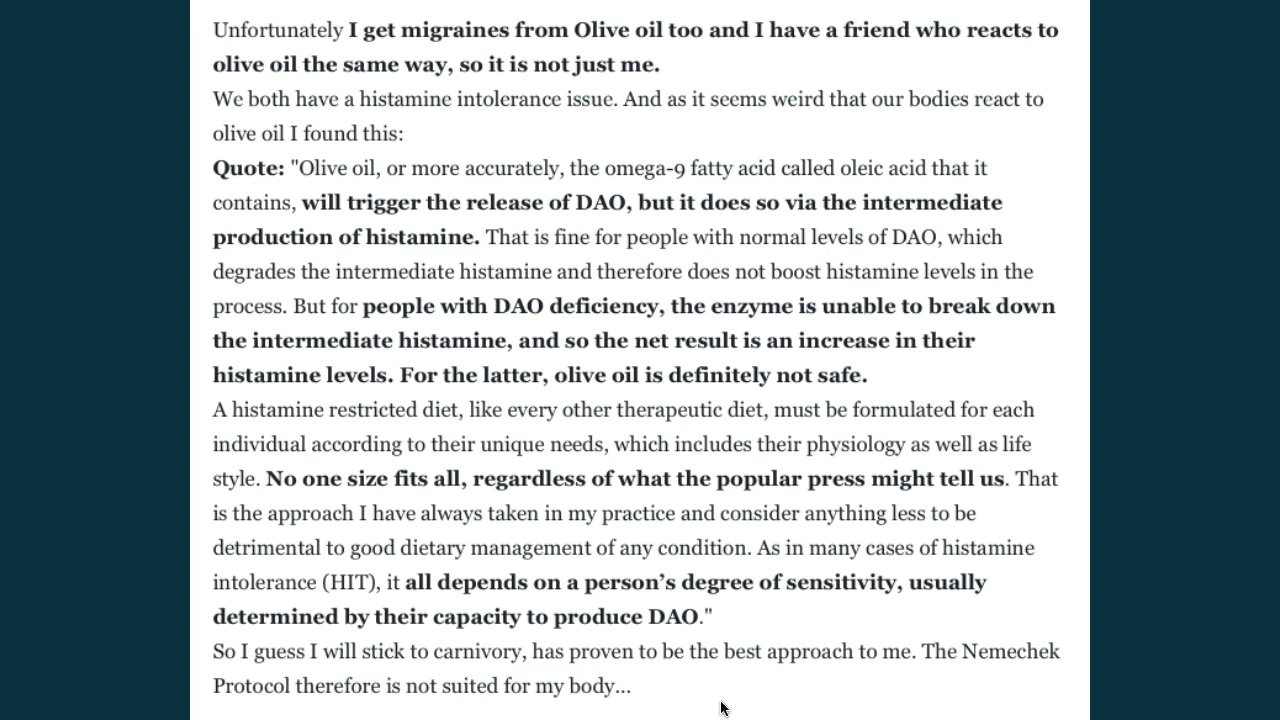 Unfortunately I get migraines from Olive oil too and I have a friend who reacts to
olive oil the same way, so it is not just me.
We both have a histamine intolerance issue. And as it seems weird that our bodies react to
olive oil I found this:
Quote: "Olive oil, or more accurately, the omega-9 fatty acid called oleic acid that it
contains, will trigger the release of DAO, but it does so via the intermediate
production of histamine. That is fine for people with normal levels of DAO, which
degrades the intermediate histamine and therefore does not boost histamine levels in the
process. But for people with DAO deficiency, the enzyme is unable to break down
the intermediate histamine, and so the net result is an increase in their
histamine levels. For the latter, olive oil is definitely not safe.
A histamine restricted diet, like every other therapeutic diet, must be formulated for each
individual according to their unique needs, which includes their physiology as well as life
style. No one size fits all, regardless of what the popular press might tell us. That
is the approach I have always taken in my practice and consider anything less to be
detrimental to good dietary management of any condition. As in many cases of histamine
intolerance (HIT), it all depends on a person’s degree of sensitivity, usually
determined by their capacity to produce DAO."
So I guess I will stick to carnivory, has proven to be the best approach to me. The Nemechek
Protocol therefore is not suited for my body...